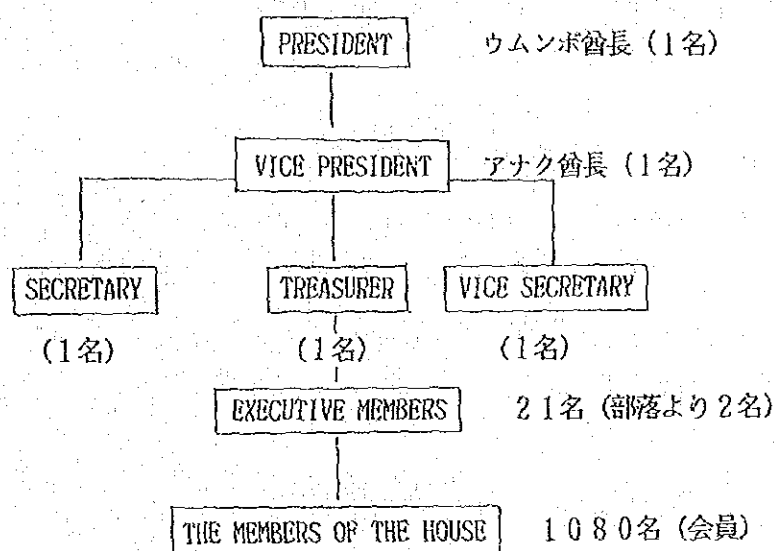 PRESIDENT ウムンボ酋長 (1名)
VICE PRESIDENT アナク酋長 (1名)
SECRETARY TREASURER VICE SECRETARY
(1名) (1名) (1名)
EXECUTIVE MEMBERS 21名 (部落より2名)
THE MEMBERS OF THE HOUSE 1080名 (会員)